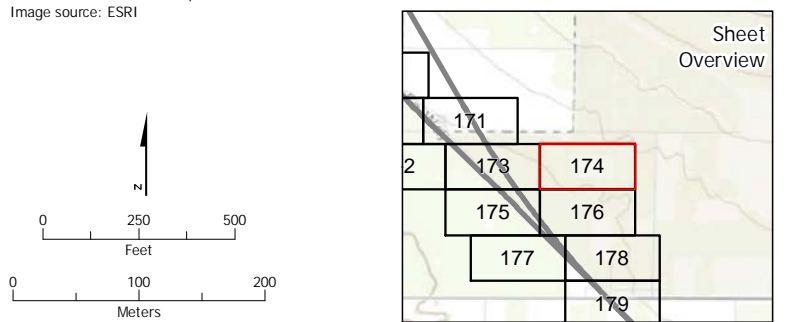 Image source: ESRI
N
0 250 500
Feet
0 100 200
Meters
Sheet
Overview
171
2 173 174
175 176
177 178
179